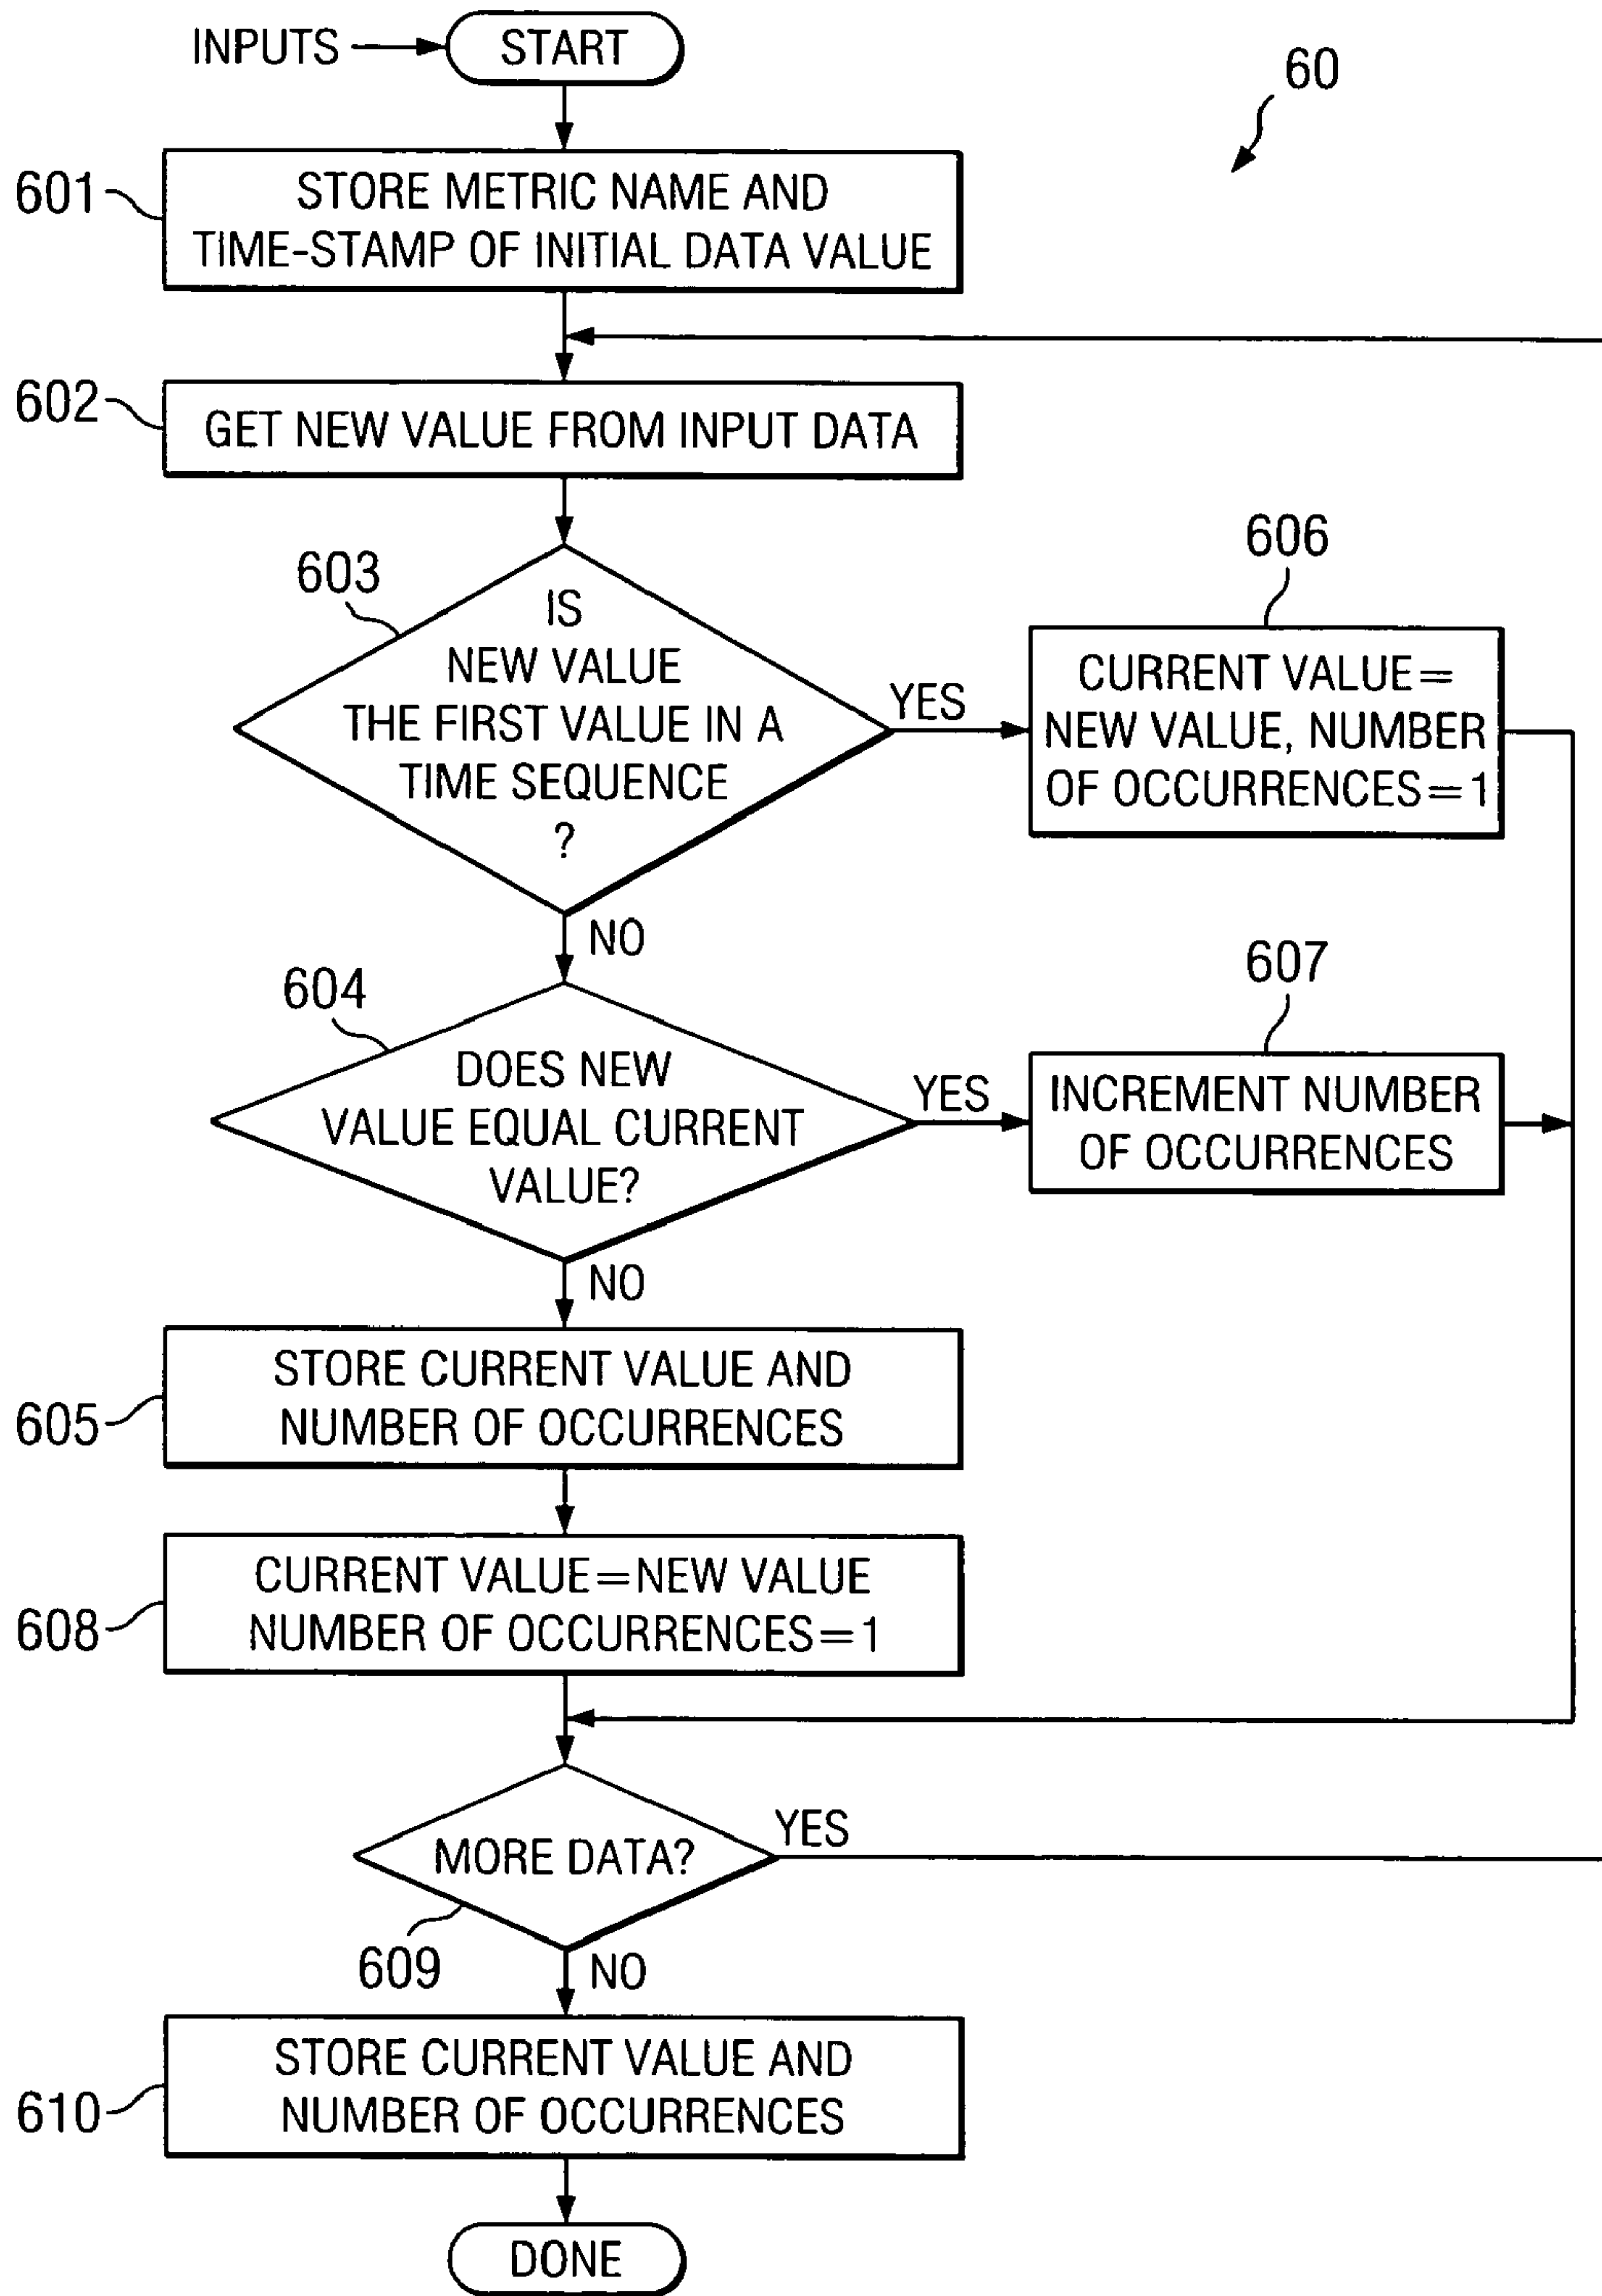 INPUTS
START
60
601
STORE METRIC NAME AND
TIME-STAMP OF INITIAL DATA VALUE
602
GET NEW VALUE FROM INPUT DATA
603
IS
NEW VALUE
THE FIRST VALUE IN A
TIME SEQUENCE
?
YES
606
CURRENT VALUE=
NEW VALUE, NUMBER
OF OCCURRENCES=1
NO
604
DOES NEW
VALUE EQUAL CURRENT
VALUE?
YES
607
INCREMENT NUMBER
OF OCCURRENCES
NO
605
STORE CURRENT VALUE AND
NUMBER OF OCCURRENCES
608
CURRENT VALUE=NEW VALUE
NUMBER OF OCCURRENCES=1
MORE DATA?
YES
609
NO
610
STORE CURRENT VALUE AND
NUMBER OF OCCURRENCES
DONE